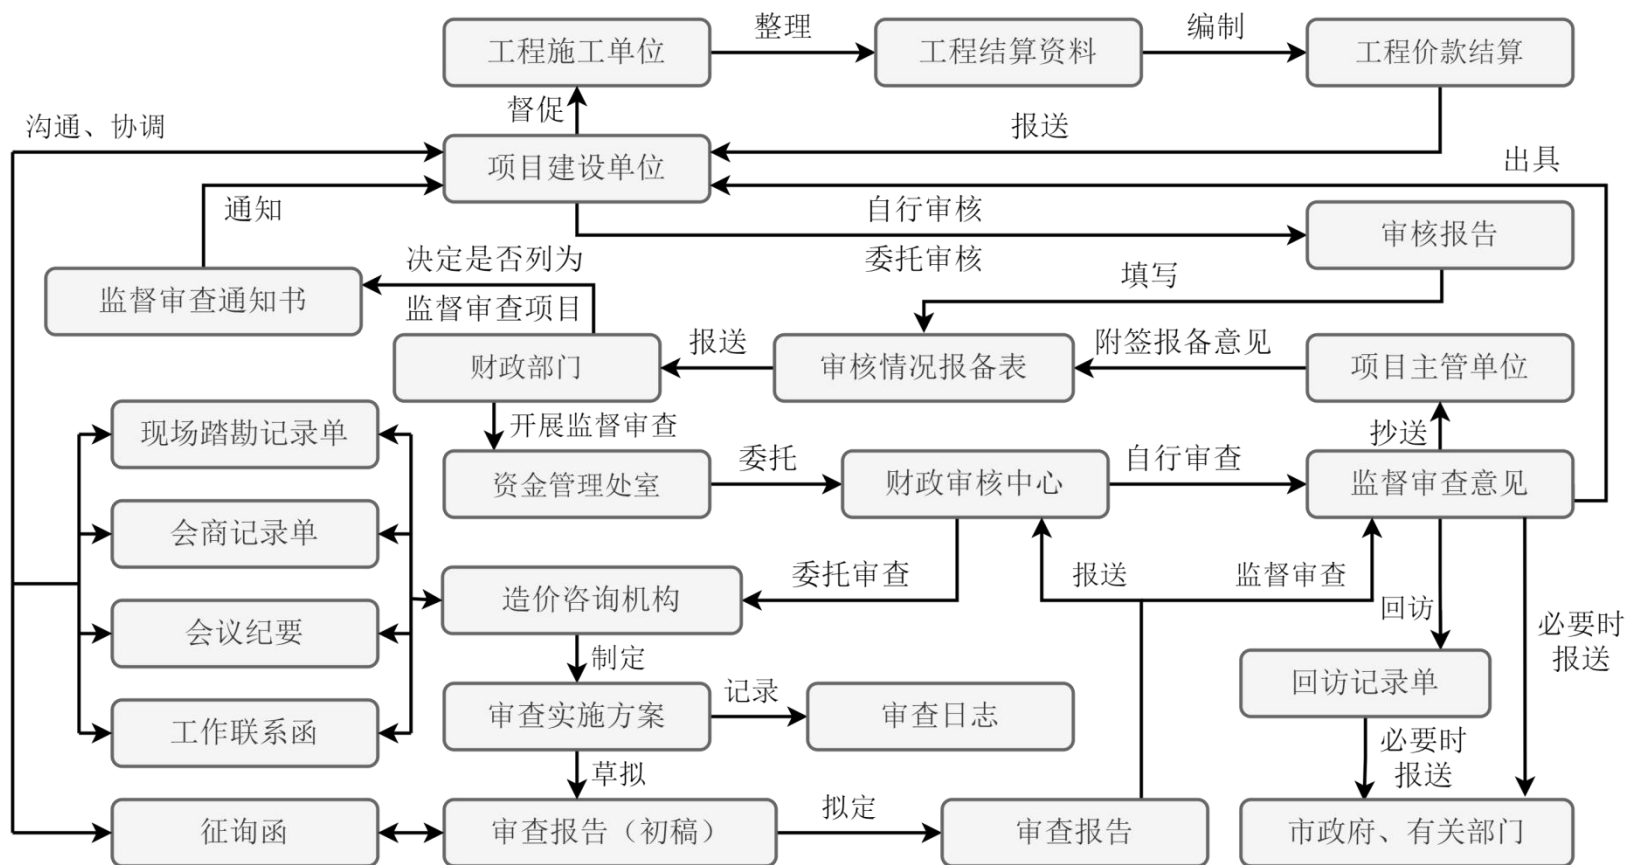 整理
编制
工程施工单位
工程结算资料
工程价款结算
督促
沟通、协调
报送
项目建设单位
出具
通知
自行审核
委托审核
审核报告
决定是否列为
监督审查项目
填写
监督审查通知书
财政部门
报送
审核情况报备表
附签报备意见
项目主管单位
现场踏勘记录单
开展监督审查
抄送
资金管理处室
委托
财政审核中心
自行审查
监督审查意见
会商记录单
委托审查
报送
监督审查
造价咨询机构
回访
必要时
报送
会议纪要
制定
回访记录单
工作联系函
审查实施方案
记录
审查日志
必要时
报送
草拟
征询函
审查报告（初稿）
拟定
审查报告
市政府、有关部门